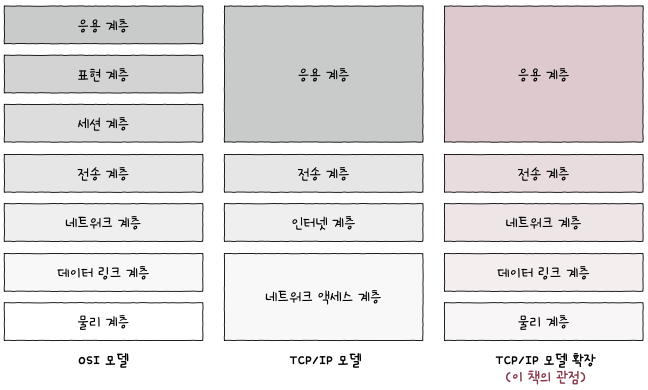 응용 계층
표현 계층
세션 계층
전송 계층
네트워크 계층
데이터 링크 계층
물리 계층
OSI 모델
응용 계층
전송 계층
인터넷 계층
네트워크 액세스 계층
TCP/IP 모델
응용 계층
전송 계층
네트워크 계층
데이터 링크 계층
물리 계층
TCP/IP 모델 확장
(이 책의 관점)